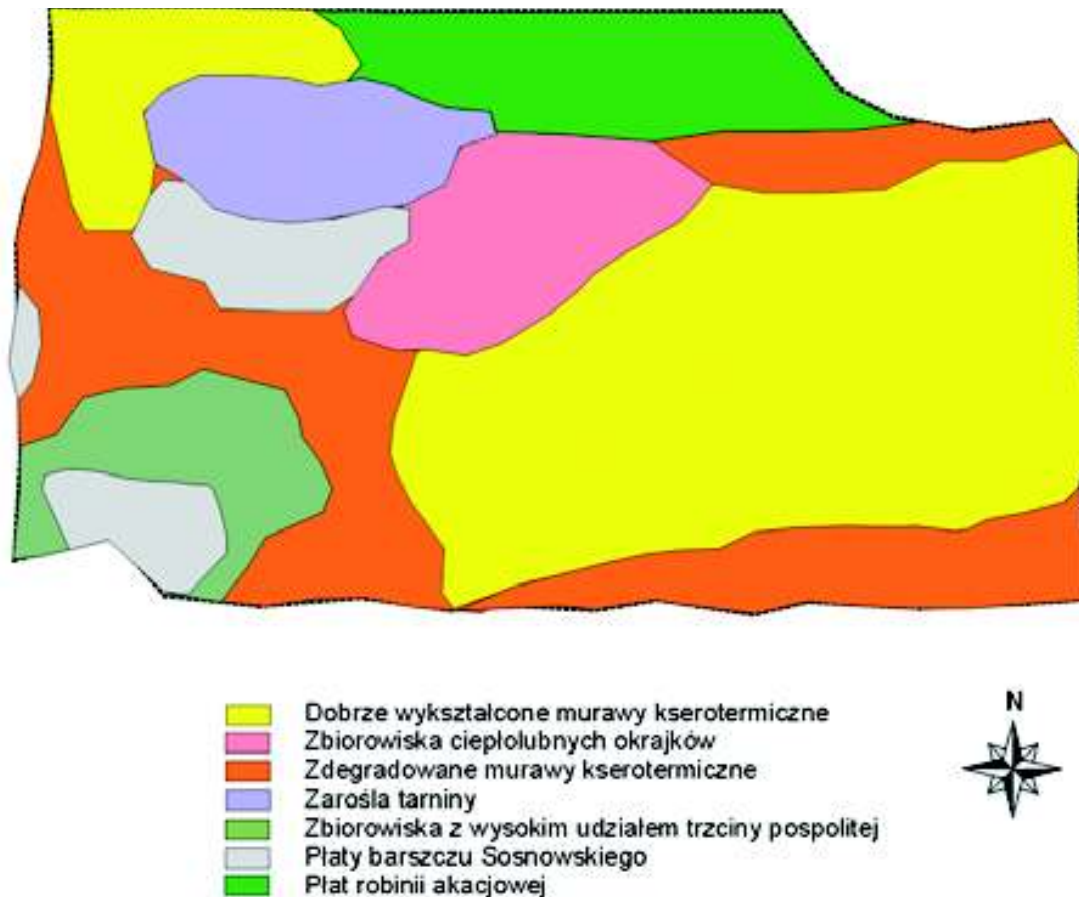 Dobrze wykształcone murawy kserotermiczne
Zbiorowiska ciepłolubnych okrajków
Zdegradowane murawy kserotermiczne
Zarośla tarniny
Zbiorowiska z wysokim udziałem trzciny pospolitej
Płaty barszczu Sosnowskiego
Płat robinii akacjowej
N